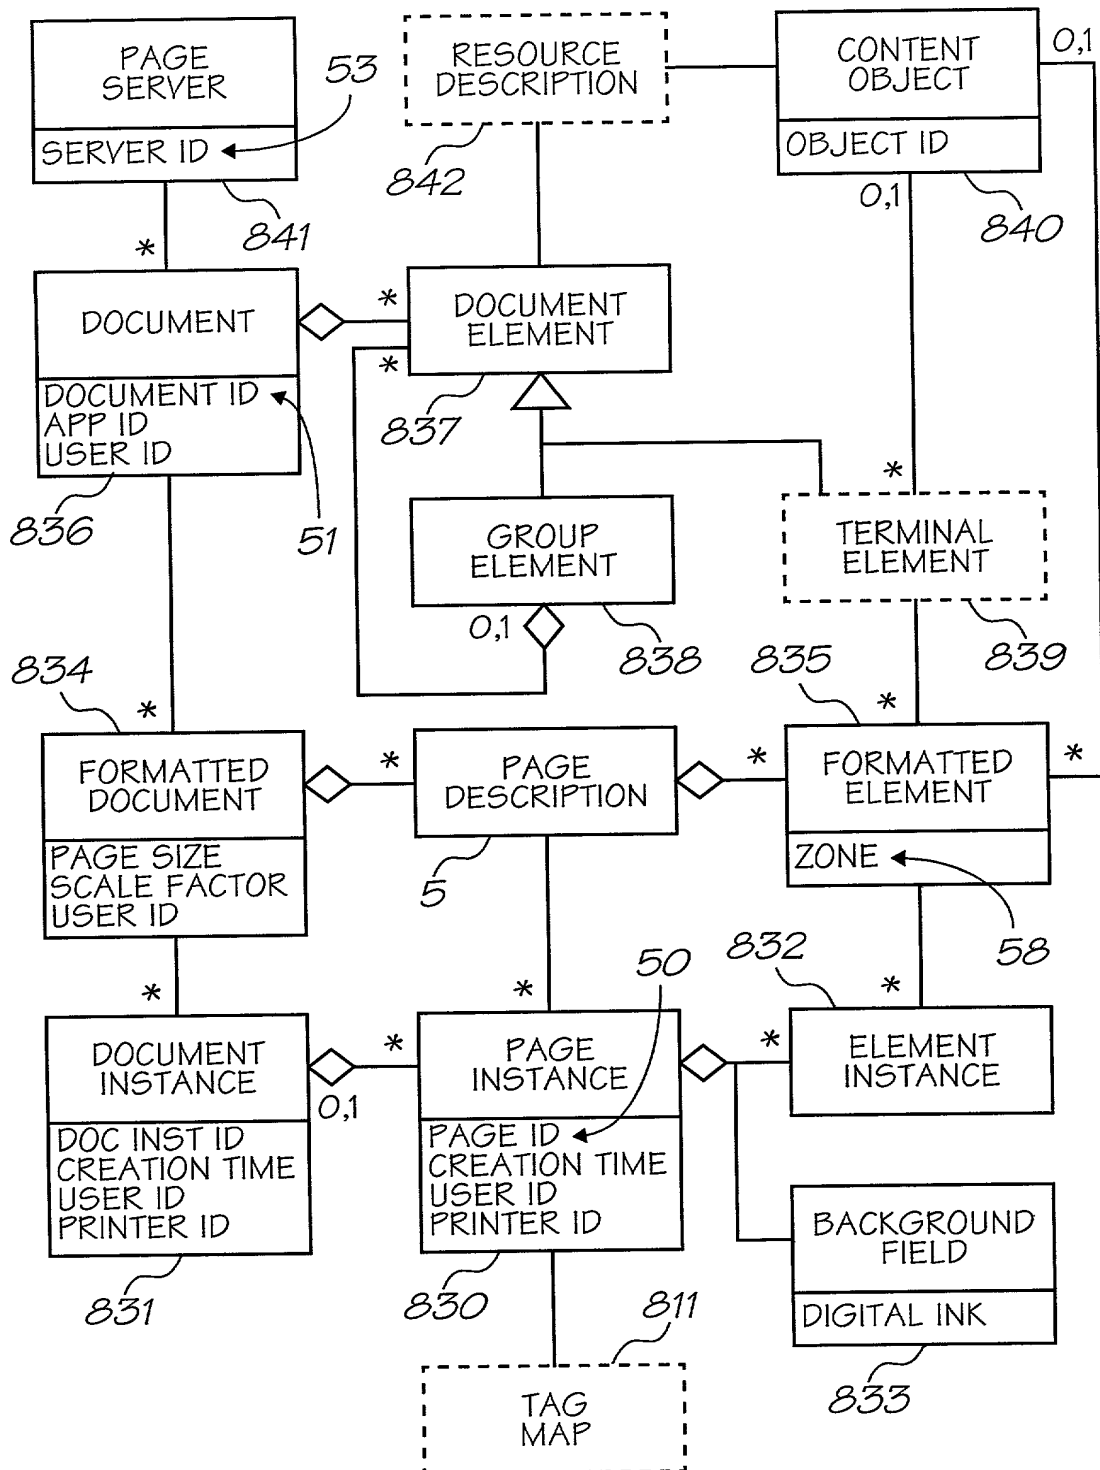 PAGE
SERVER
SERVER ID
53
841
RESOURCE
DESCRIPTION
842
CONTENT
OBJECT
OBJECT ID
0,1
0,1
840
*
DOCUMENT
DOCUMENT ID
APP ID
USER ID
836
51
*
DOCUMENT
ELEMENT
*
837
GROUP
ELEMENT
0,1
838
*
TERMINAL
ELEMENT
839
834
*
FORMATTED
DOCUMENT
PAGE SIZE
SCALE FACTOR
USER ID
*
PAGE
DESCRIPTION
5
835
*
*
FORMATTED
ELEMENT
ZONE
*
58
*
DOCUMENT
INSTANCE
DOC INST ID
CREATION TIME
USER ID
PRINTER ID
831
0,1
*
*
50
PAGE
INSTANCE
PAGE ID
CREATION TIME
USER ID
PRINTER ID
830
832
*
*
ELEMENT
INSTANCE
BACKGROUND
FIELD
DIGITAL INK
833
811
TAG
MAP